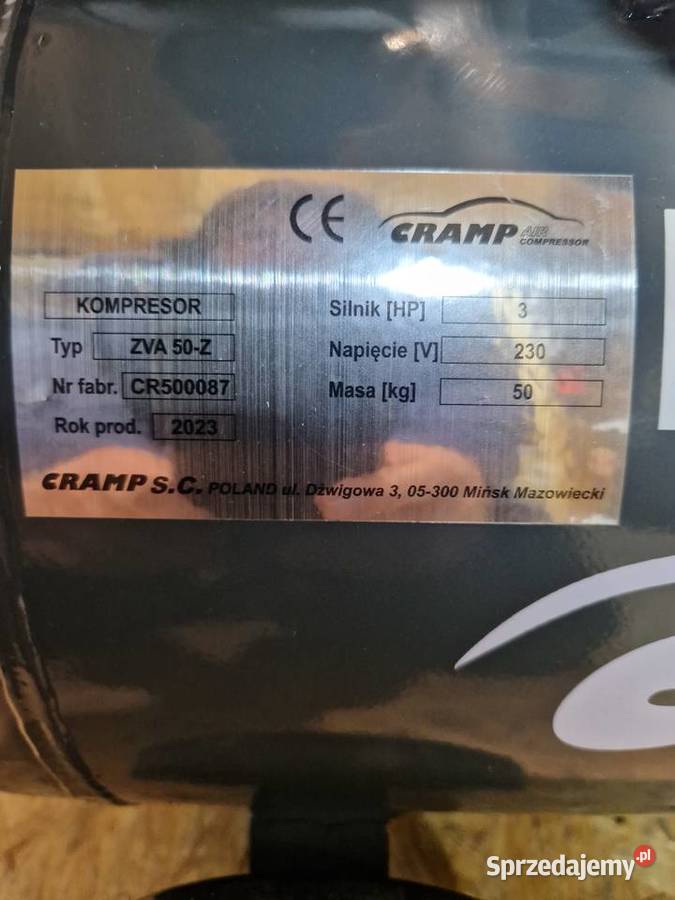 CE CRAMP AIR COMPRESSOR
KOMPRESOR
Typ ZVA 50-Z
Nr fabr. CR500087
Rok prod. 2023
Silnik [HP] 3
Napięcie [V] 230
Masa [kg] 50
CRAMP S.C. POLAND ul. Dźwigowa 3, 05-300 Mińsk Mazowiecki
Sprzedajemy.pl